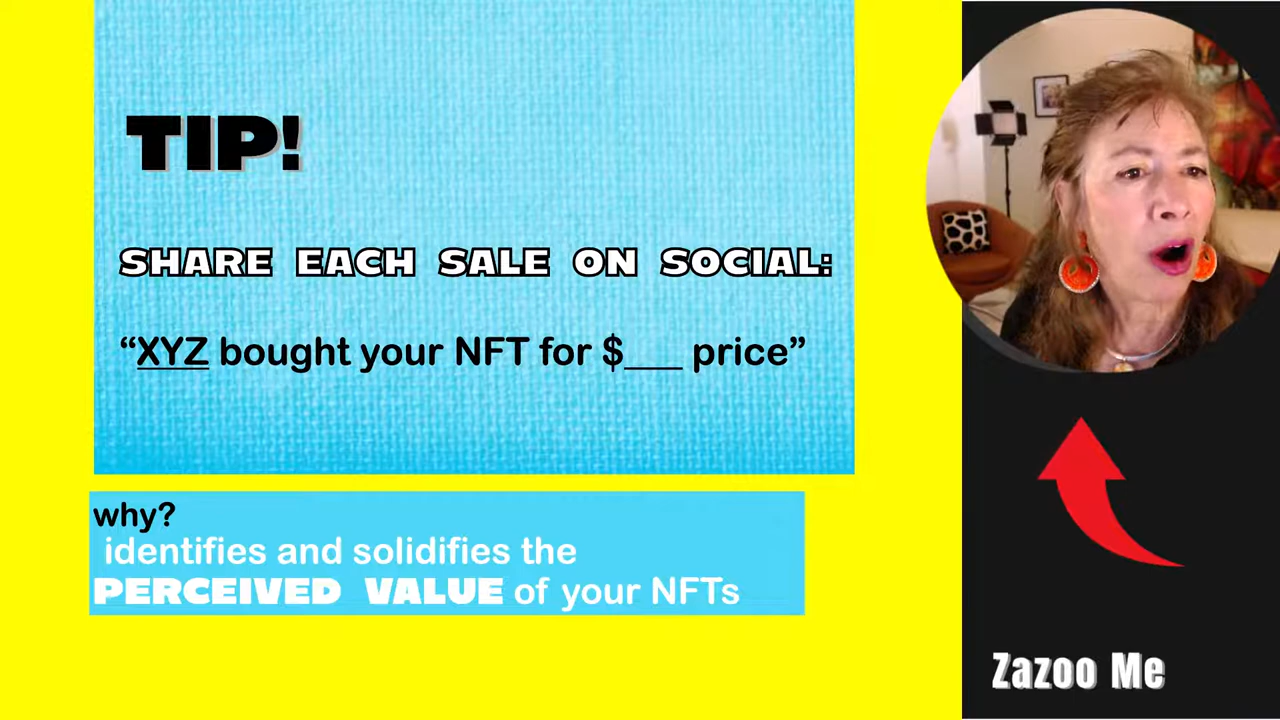 TIP!
SHARE EACH SALE ON SOCIAL:
“XYZ bought your NFT for $___ price”
why?
identifies and solidifies the
PERCEIVED VALUE of your NFTs
Zazoo Me